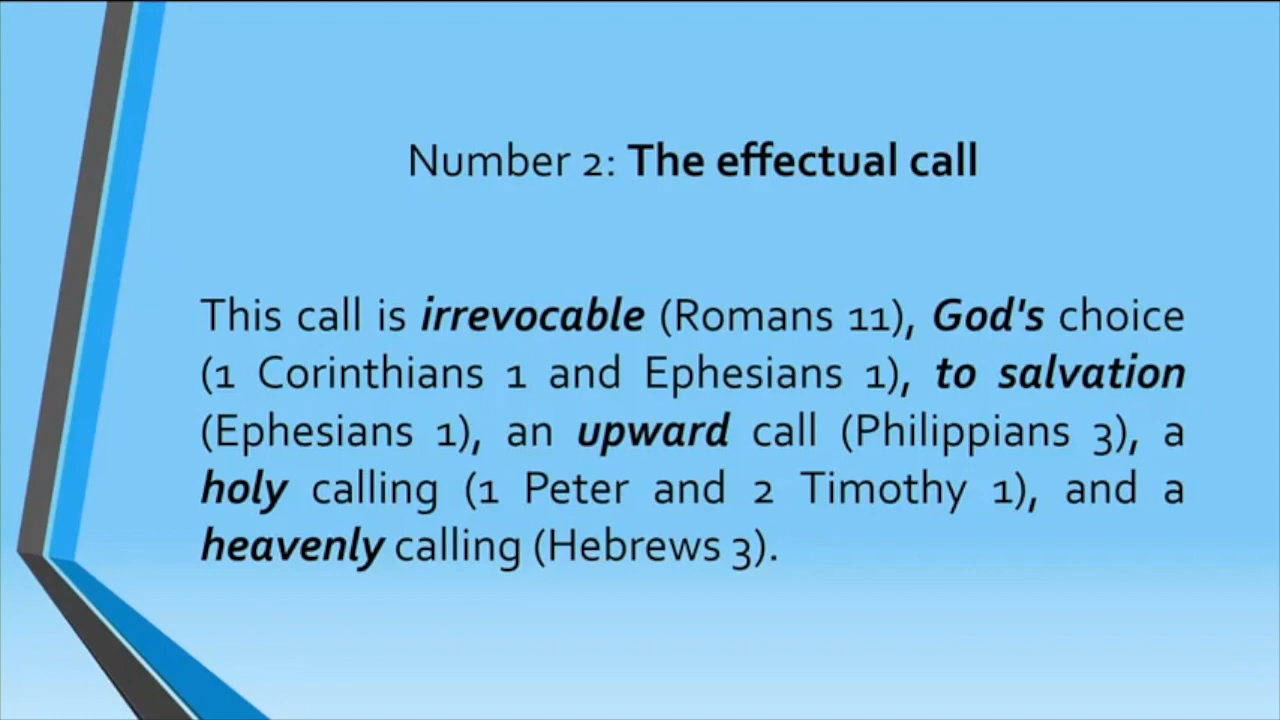 Number 2: The effectual call
This call is irrevocable (Romans 11), God's choice
(1 Corinthians 1 and Ephesians 1), to salvation
(Ephesians 1), an upward call (Philippians 3), a
holy calling (1 Peter and 2 Timothy 1), and a
heavenly calling (Hebrews 3).